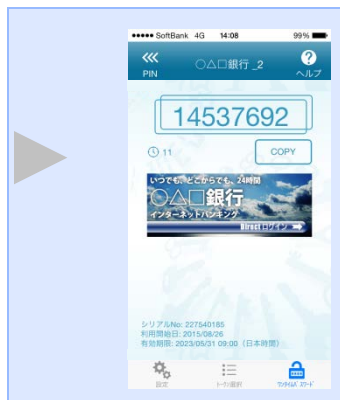 SoftBank 4G 14:08 99%
PIN
○△□銀行 _2
?
ヘルプ
14537692
11
COPY
いつでも、どこからでも、24時間
○△□銀行
インターネットバンキング
Direct ログイン
シリアルNo: 227540185
利用開始日: 2015/08/26
有効期限: 2023/05/31 09:00（日本時間）
設定
トークン選択
ワンタイムパスワード